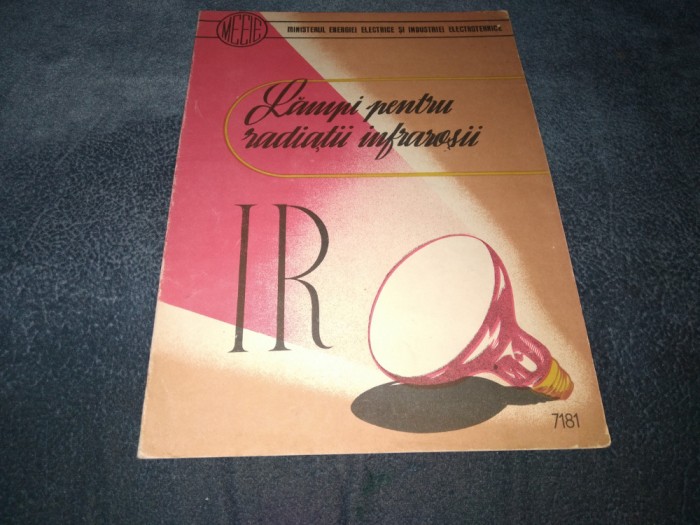 MEEIE
MINISTERUL ENERGIEI ELECTRICE ȘI INDUSTRIEI ELECTROTEHNICE
Lămpi pentru
radiații infraroșii
IR
7181